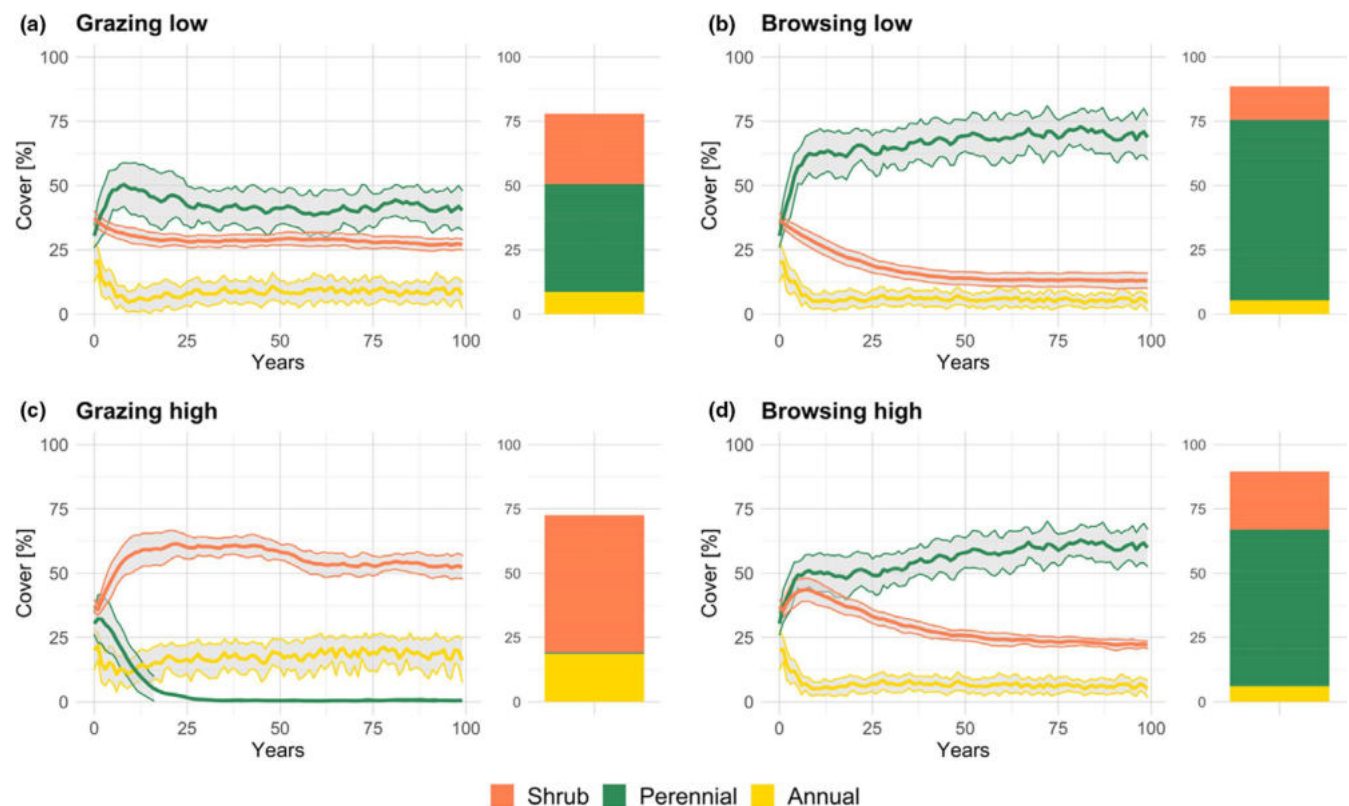 (a) Grazing low
100
75
50
25
0
Cover [%]
0 25 50 75 100
Years
100
75
50
25
0
(b) Browsing low
100
75
50
25
0
Cover [%]
0 25 50 75 100
Years
100
75
50
25
0
(c) Grazing high
100
75
50
25
0
Cover [%]
0 25 50 75 100
Years
100
75
50
25
0
(d) Browsing high
100
75
50
25
0
Cover [%]
0 25 50 75 100
Years
100
75
50
25
0
Shrub Perennial Annual